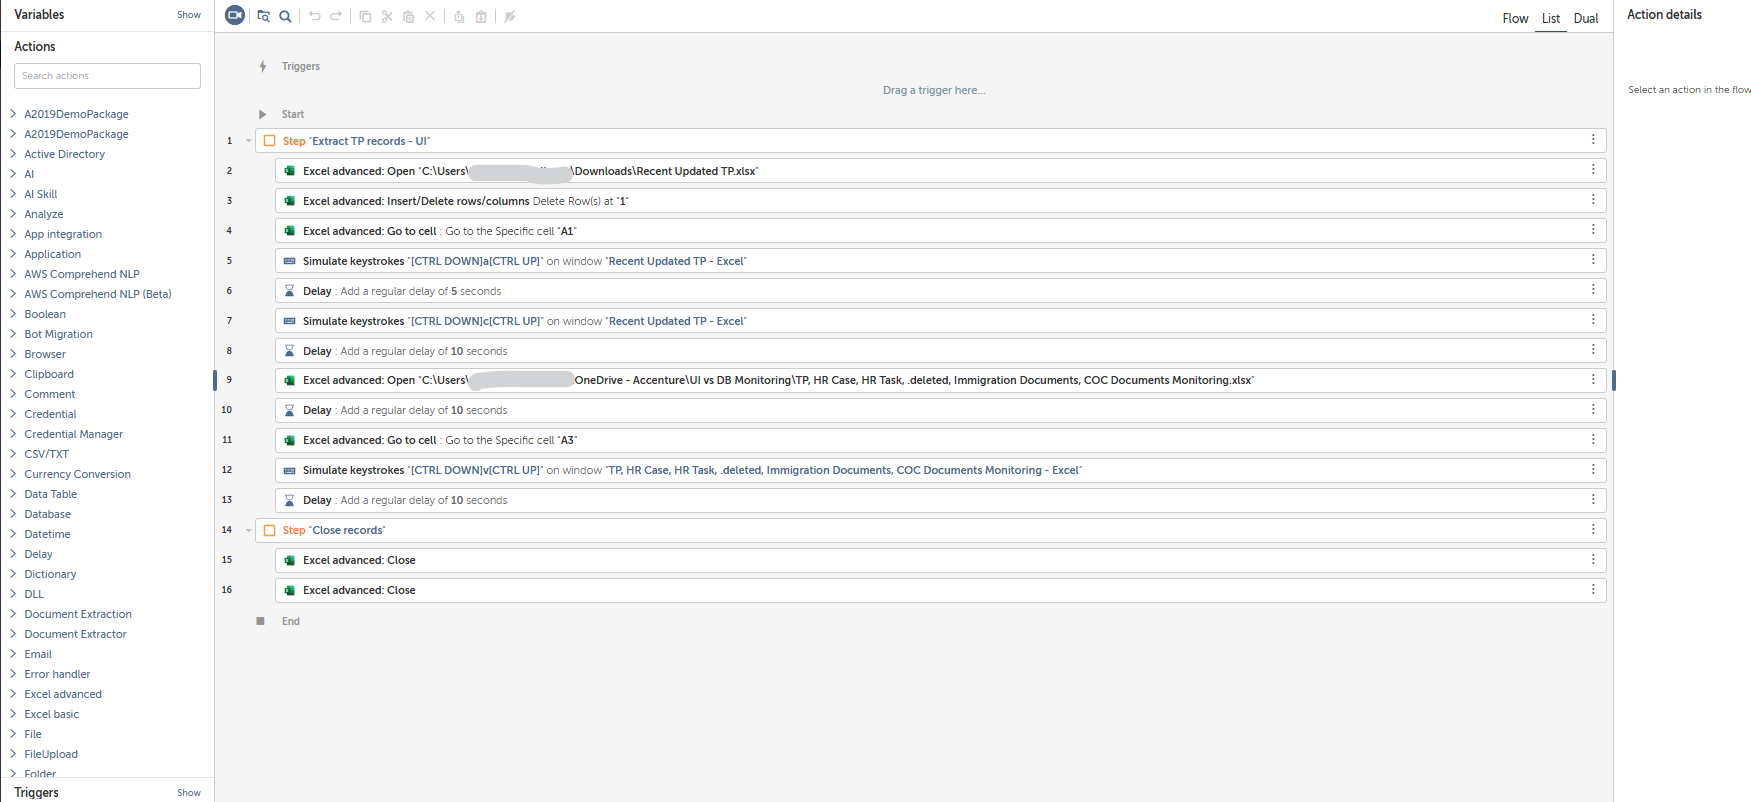 Variables
Show
Actions
Search actions
A2019DemoPackage
A2019DemoPackage
Active Directory
AI
AI Skill
Analyze
App integration
Application
AWS Comprehend NLP
AWS Comprehend NLP (Beta)
Boolean
Bot Migration
Browser
Clipboard
Comment
Credential
Credential Manager
CSV/TXT
Currency Conversion
Data Table
Database
Datetime
Delay
Dictionary
DLL
Document Extraction
Document Extractor
Email
Error handler
Excel advanced
Excel basic
File
FileUpload
Folder
Triggers
Show
Flow List Dual
Triggers
Drag a trigger here...
Start
1 Step "Extract TP records - UI"
2 Excel advanced: Open "C:\Users\ \Downloads\Recent Updated TP.xlsx"
3 Excel advanced: Insert/Delete rows/columns Delete Row(s) at "1"
4 Excel advanced: Go to cell : Go to the Specific cell "A1"
5 Simulate keystrokes "[CTRL DOWN]a[CTRL UP]" on window "Recent Updated TP - Excel"
6 Delay : Add a regular delay of 5 seconds
7 Simulate keystrokes "[CTRL DOWN]c[CTRL UP]" on window "Recent Updated TP - Excel"
8 Delay : Add a regular delay of 10 seconds
9 Excel advanced: Open "C:\Users\ OneDrive - Accenture\UI vs DB Monitoring\TP, HR Case, HR Task, .deleted, Immigration Documents, COC Documents Monitoring.xlsx"
10 Delay : Add a regular delay of 10 seconds
11 Excel advanced: Go to cell : Go to the Specific cell "A3"
12 Simulate keystrokes "[CTRL DOWN]v[CTRL UP]" on window "TP, HR Case, HR Task, .deleted, Immigration Documents, COC Documents Monitoring - Excel"
13 Delay : Add a regular delay of 10 seconds
14 Step "Close records"
15 Excel advanced: Close
16 Excel advanced: Close
End
Action details
Select an action in the flow